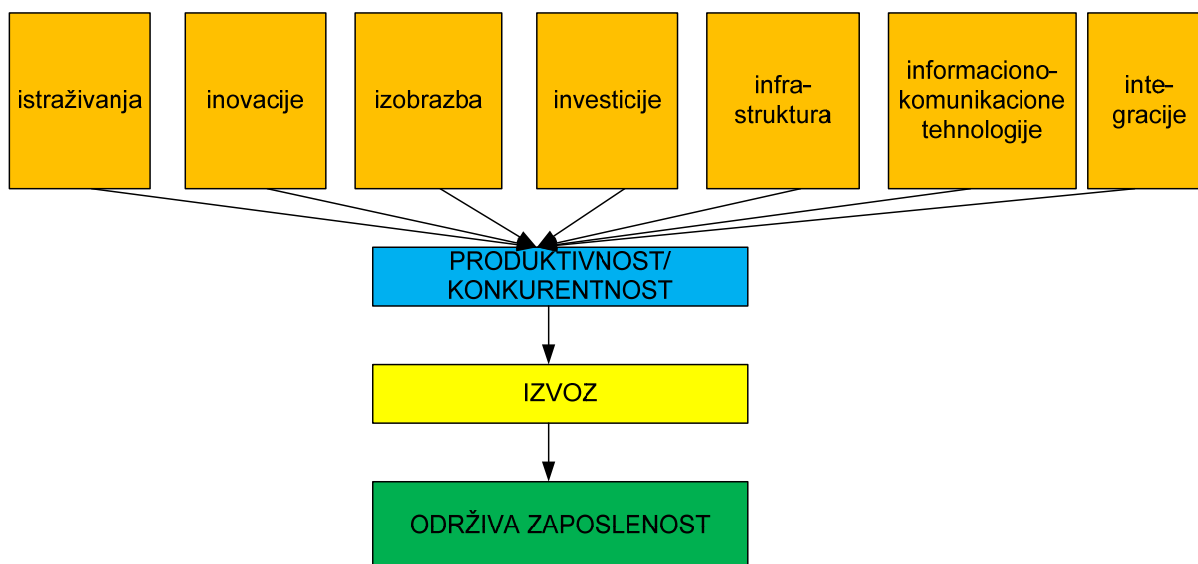 istraživanja
inovacije
izobrazba
investicije
infra-
struktura
informaciono-
komunikacione
tehnologije
inte-
gracije
PRODUKTIVNOST/
KONKURENTNOST
IZVOZ
ODRŽIVA ZAPOSLENOST